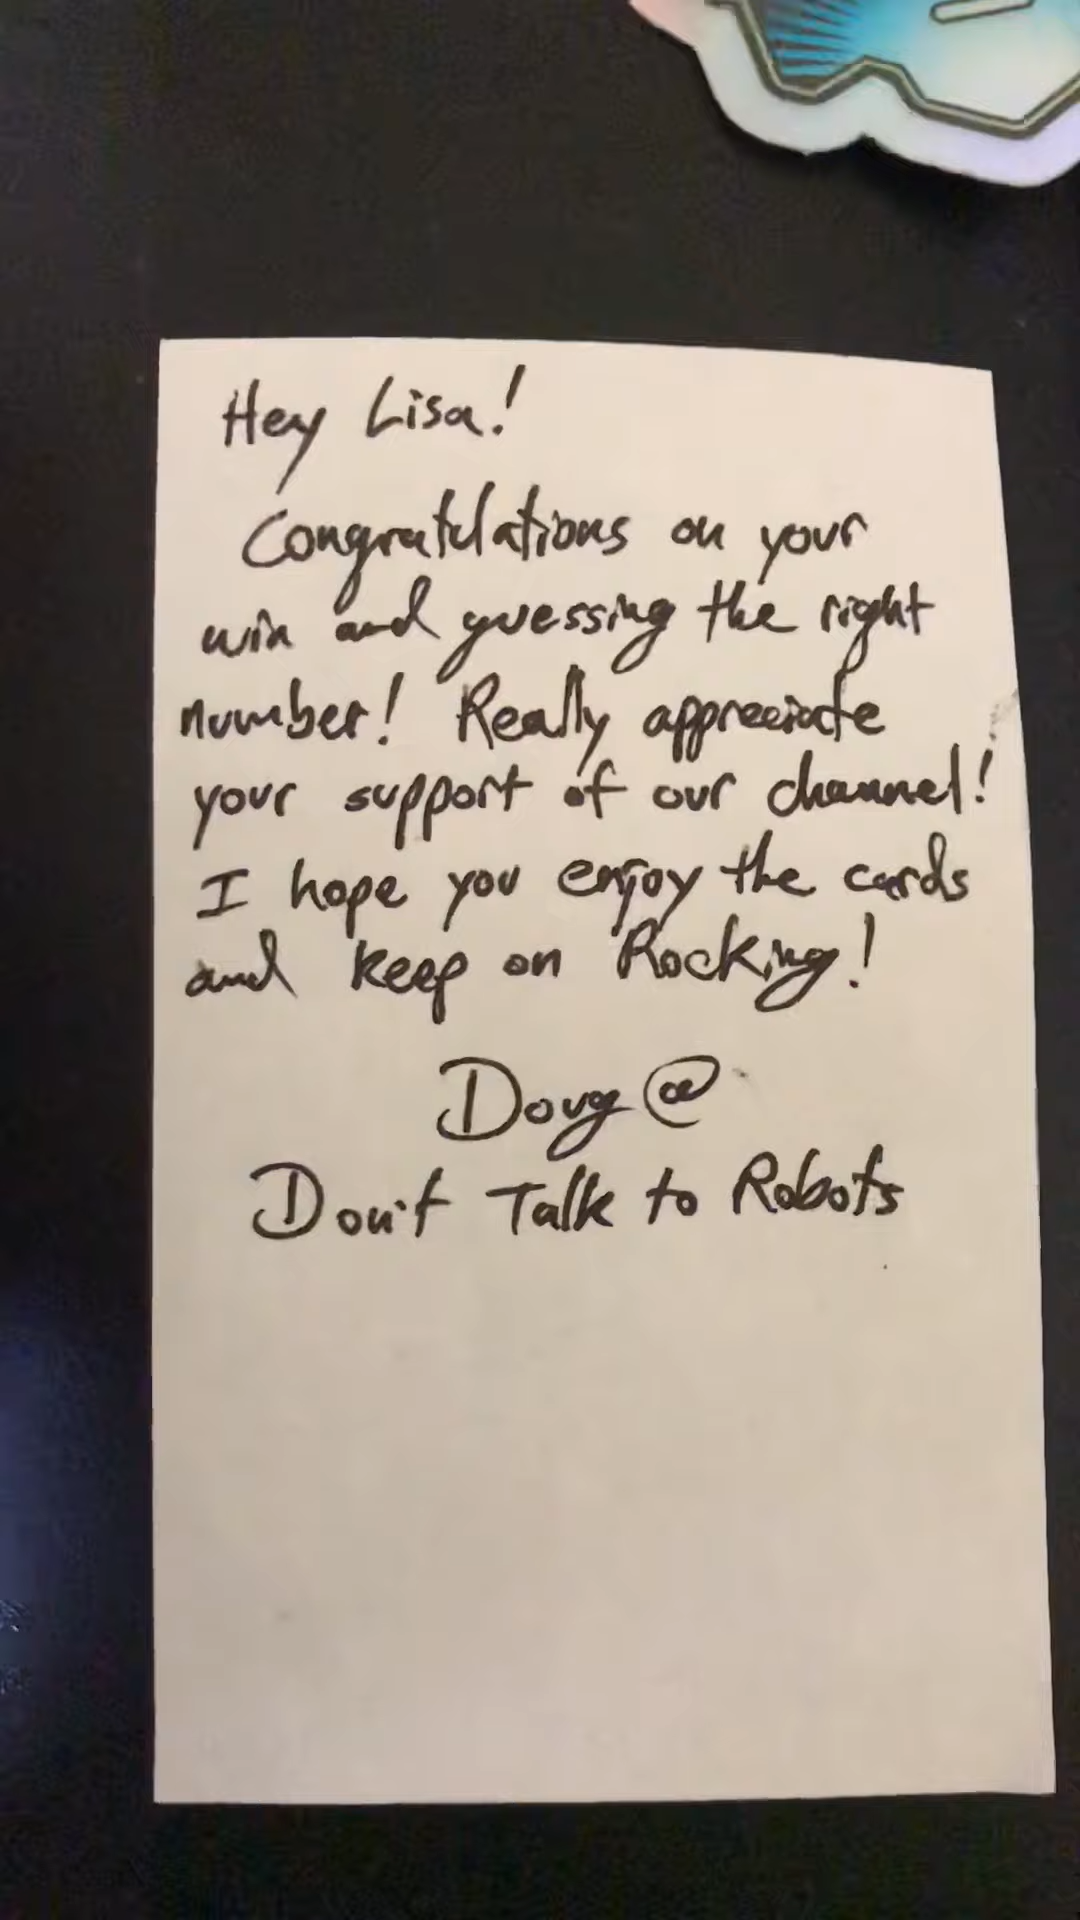 Hey Lisa!
Congratulations on your
win and guessing the right
number! Really appreciate
your support of our channel!
I hope you enjoy the cards
and keep on Rocking!
Doug @
Don't Talk to Robots